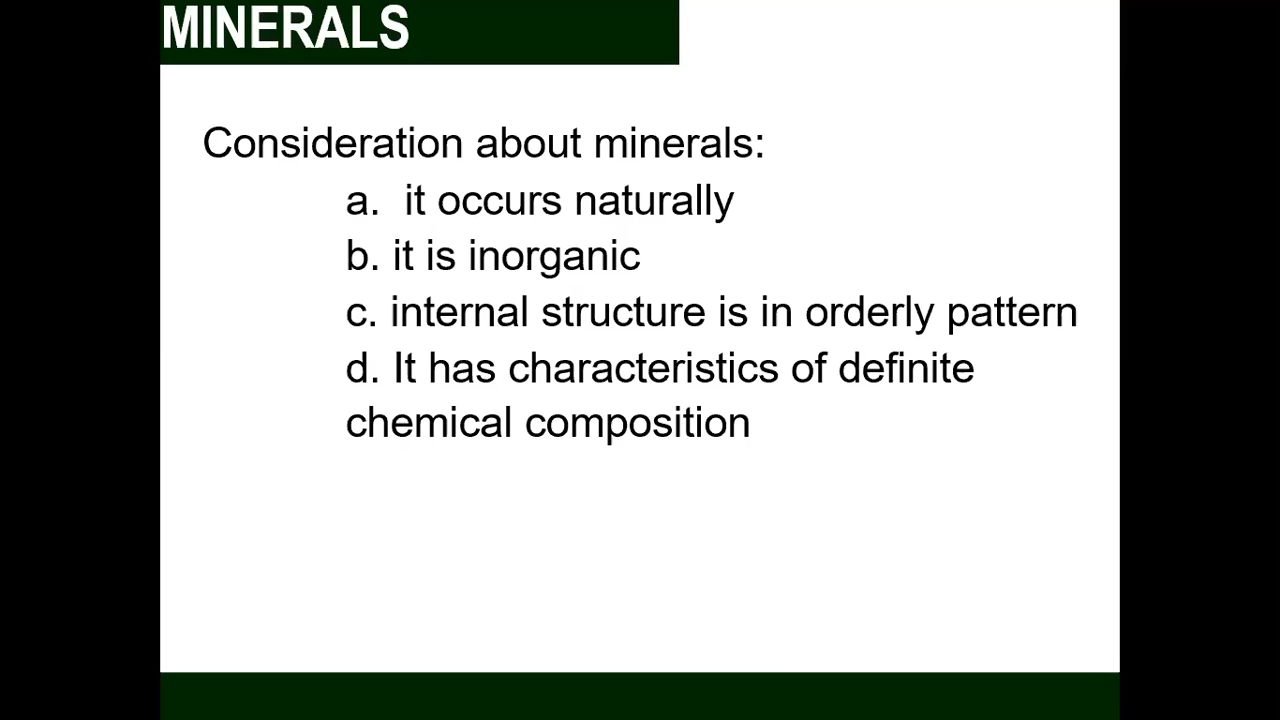 MINERALS
Consideration about minerals:
a. it occurs naturally
b. it is inorganic
c. internal structure is in orderly pattern
d. It has characteristics of definite
chemical composition